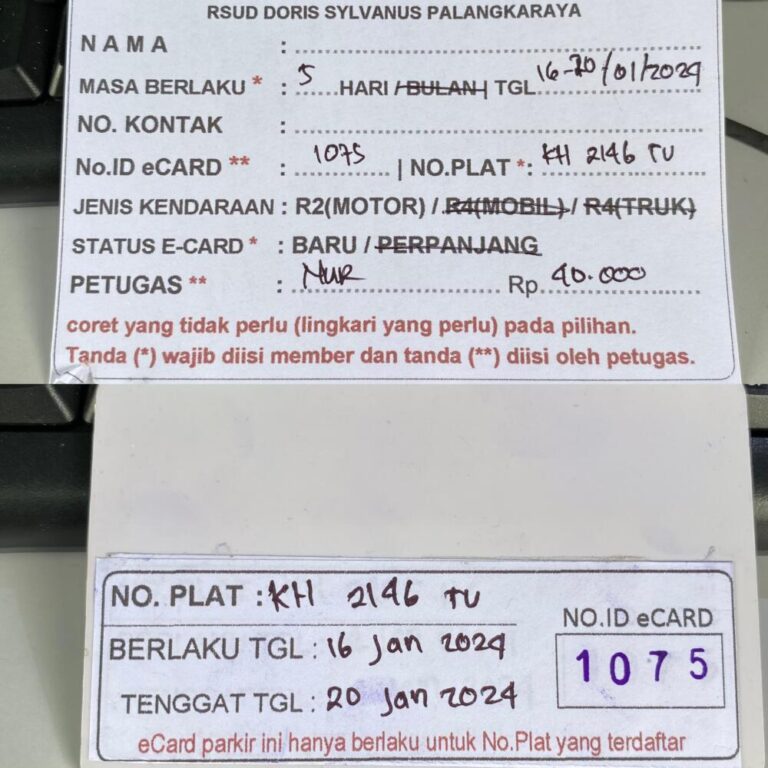 RSUD DORIS SYLVANUS PALANGKARAYA
NAMA :
MASA BERLAKU * : 5 HARI / BULAN | TGL 16-20/01/2024
NO. KONTAK :
No.ID eCARD ** : 1075 | NO.PLAT *: KH 2146 TU
JENIS KENDARAAN : R2(MOTOR) / R4(MOBIL) / R4(TRUK)
STATUS E-CARD * : BARU / PERPANJANG
PETUGAS ** : NUR Rp. 40.000
coret yang tidak perlu (lingkari yang perlu) pada pilihan.
Tanda (*) wajib diisi member dan tanda (**) diisi oleh petugas.
NO. PLAT : KH 2146 TU
BERLAKU TGL : 16 Jan 2024
TENGGAT TGL : 20 Jan 2024
NO.ID eCARD
1075
eCard parkir ini hanya berlaku untuk No.Plat yang terdaftar